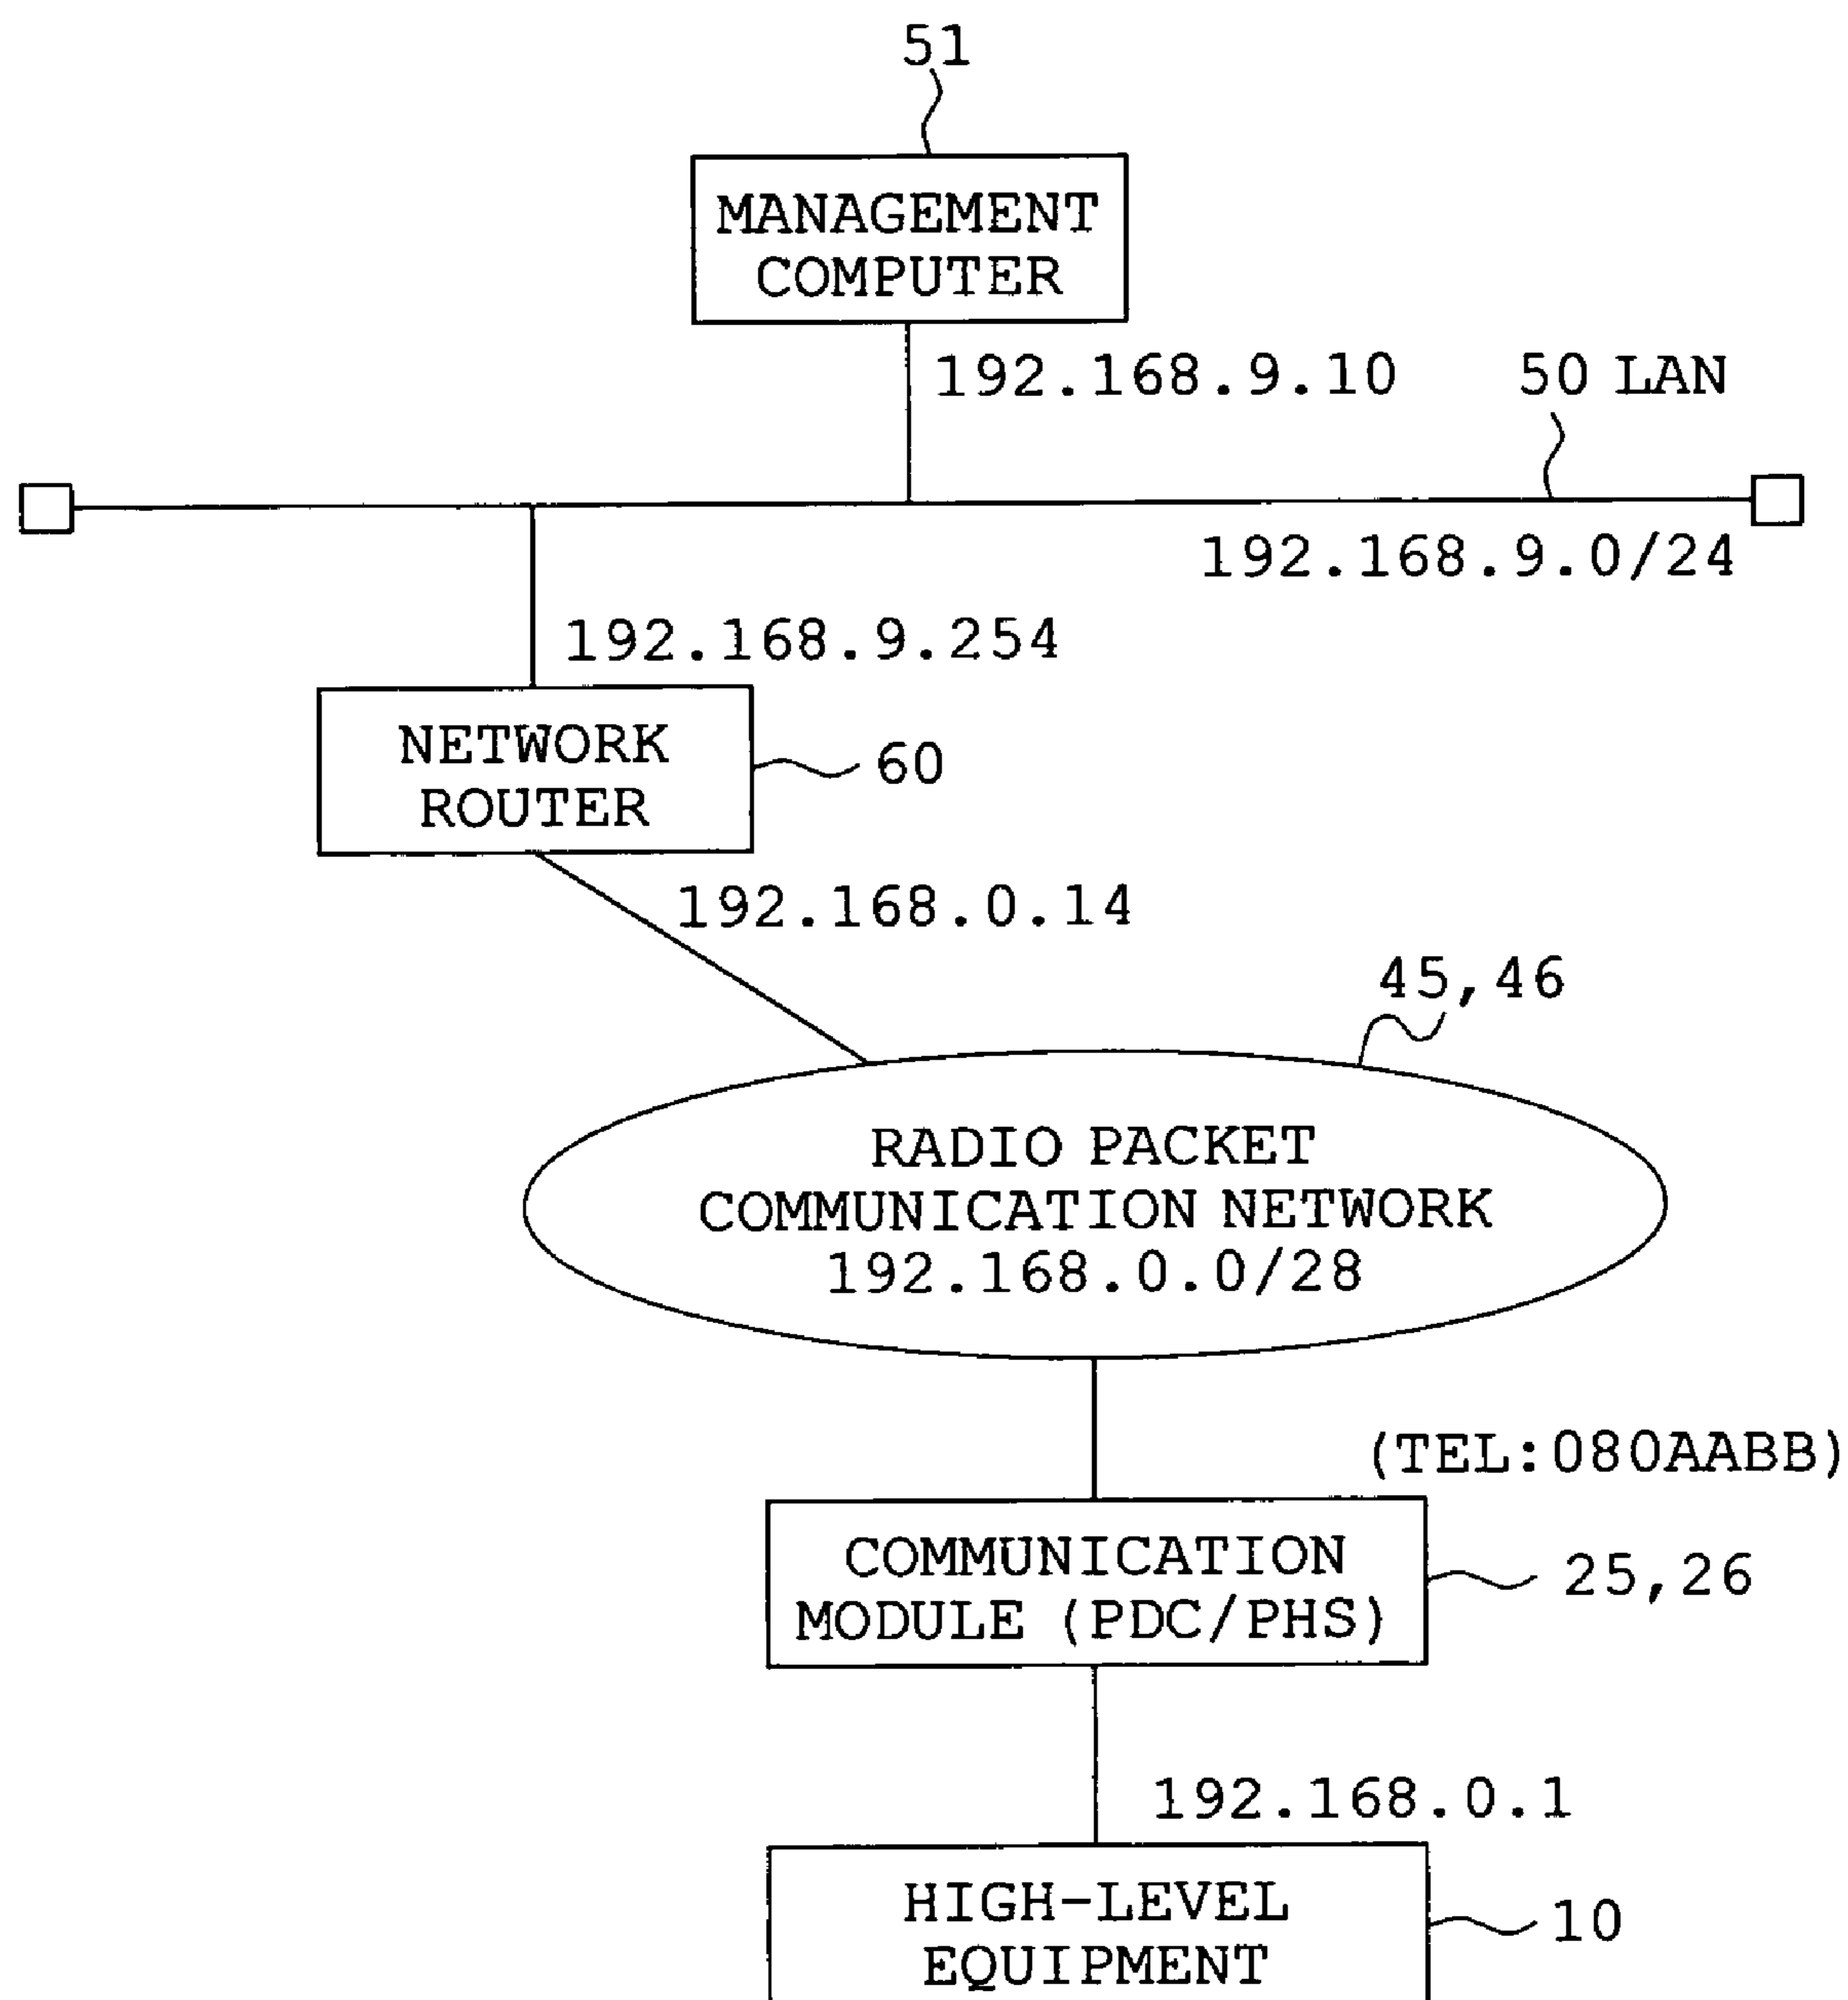 51
MANAGEMENT
COMPUTER
192.168.9.10
50 LAN
192.168.9.0/24
192.168.9.254
NETWORK
ROUTER
60
192.168.0.14
45,46
RADIO PACKET
COMMUNICATION NETWORK
192.168.0.0/28
(TEL:080AABB)
COMMUNICATION
MODULE (PDC/PHS)
25,26
192.168.0.1
HIGH-LEVEL
EQUIPMENT
10